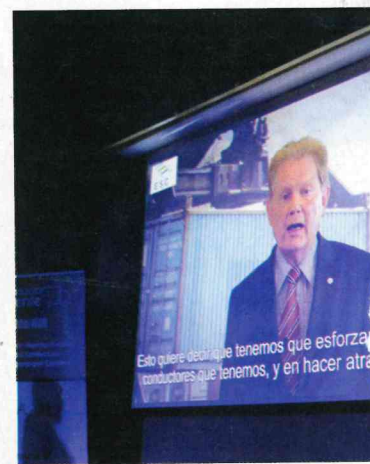 ESC
Esto quiere decir que tenemos que esforza
conductores que tenemos, y en hacer atra